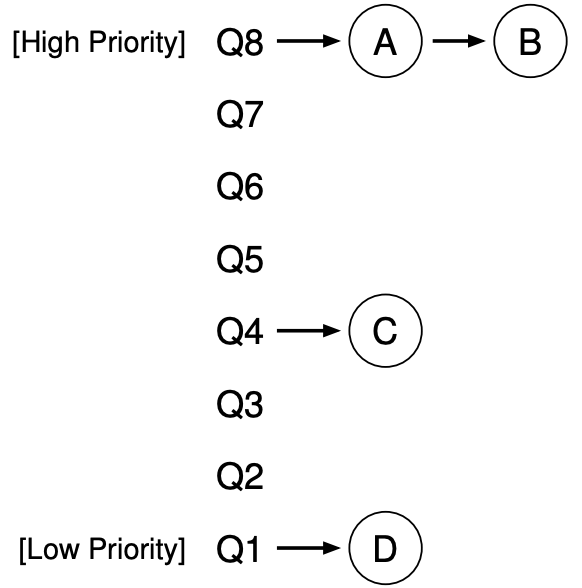 [High Priority] Q8 A B
Q7
Q6
Q5
Q4 C
Q3
Q2
[Low Priority] Q1 D